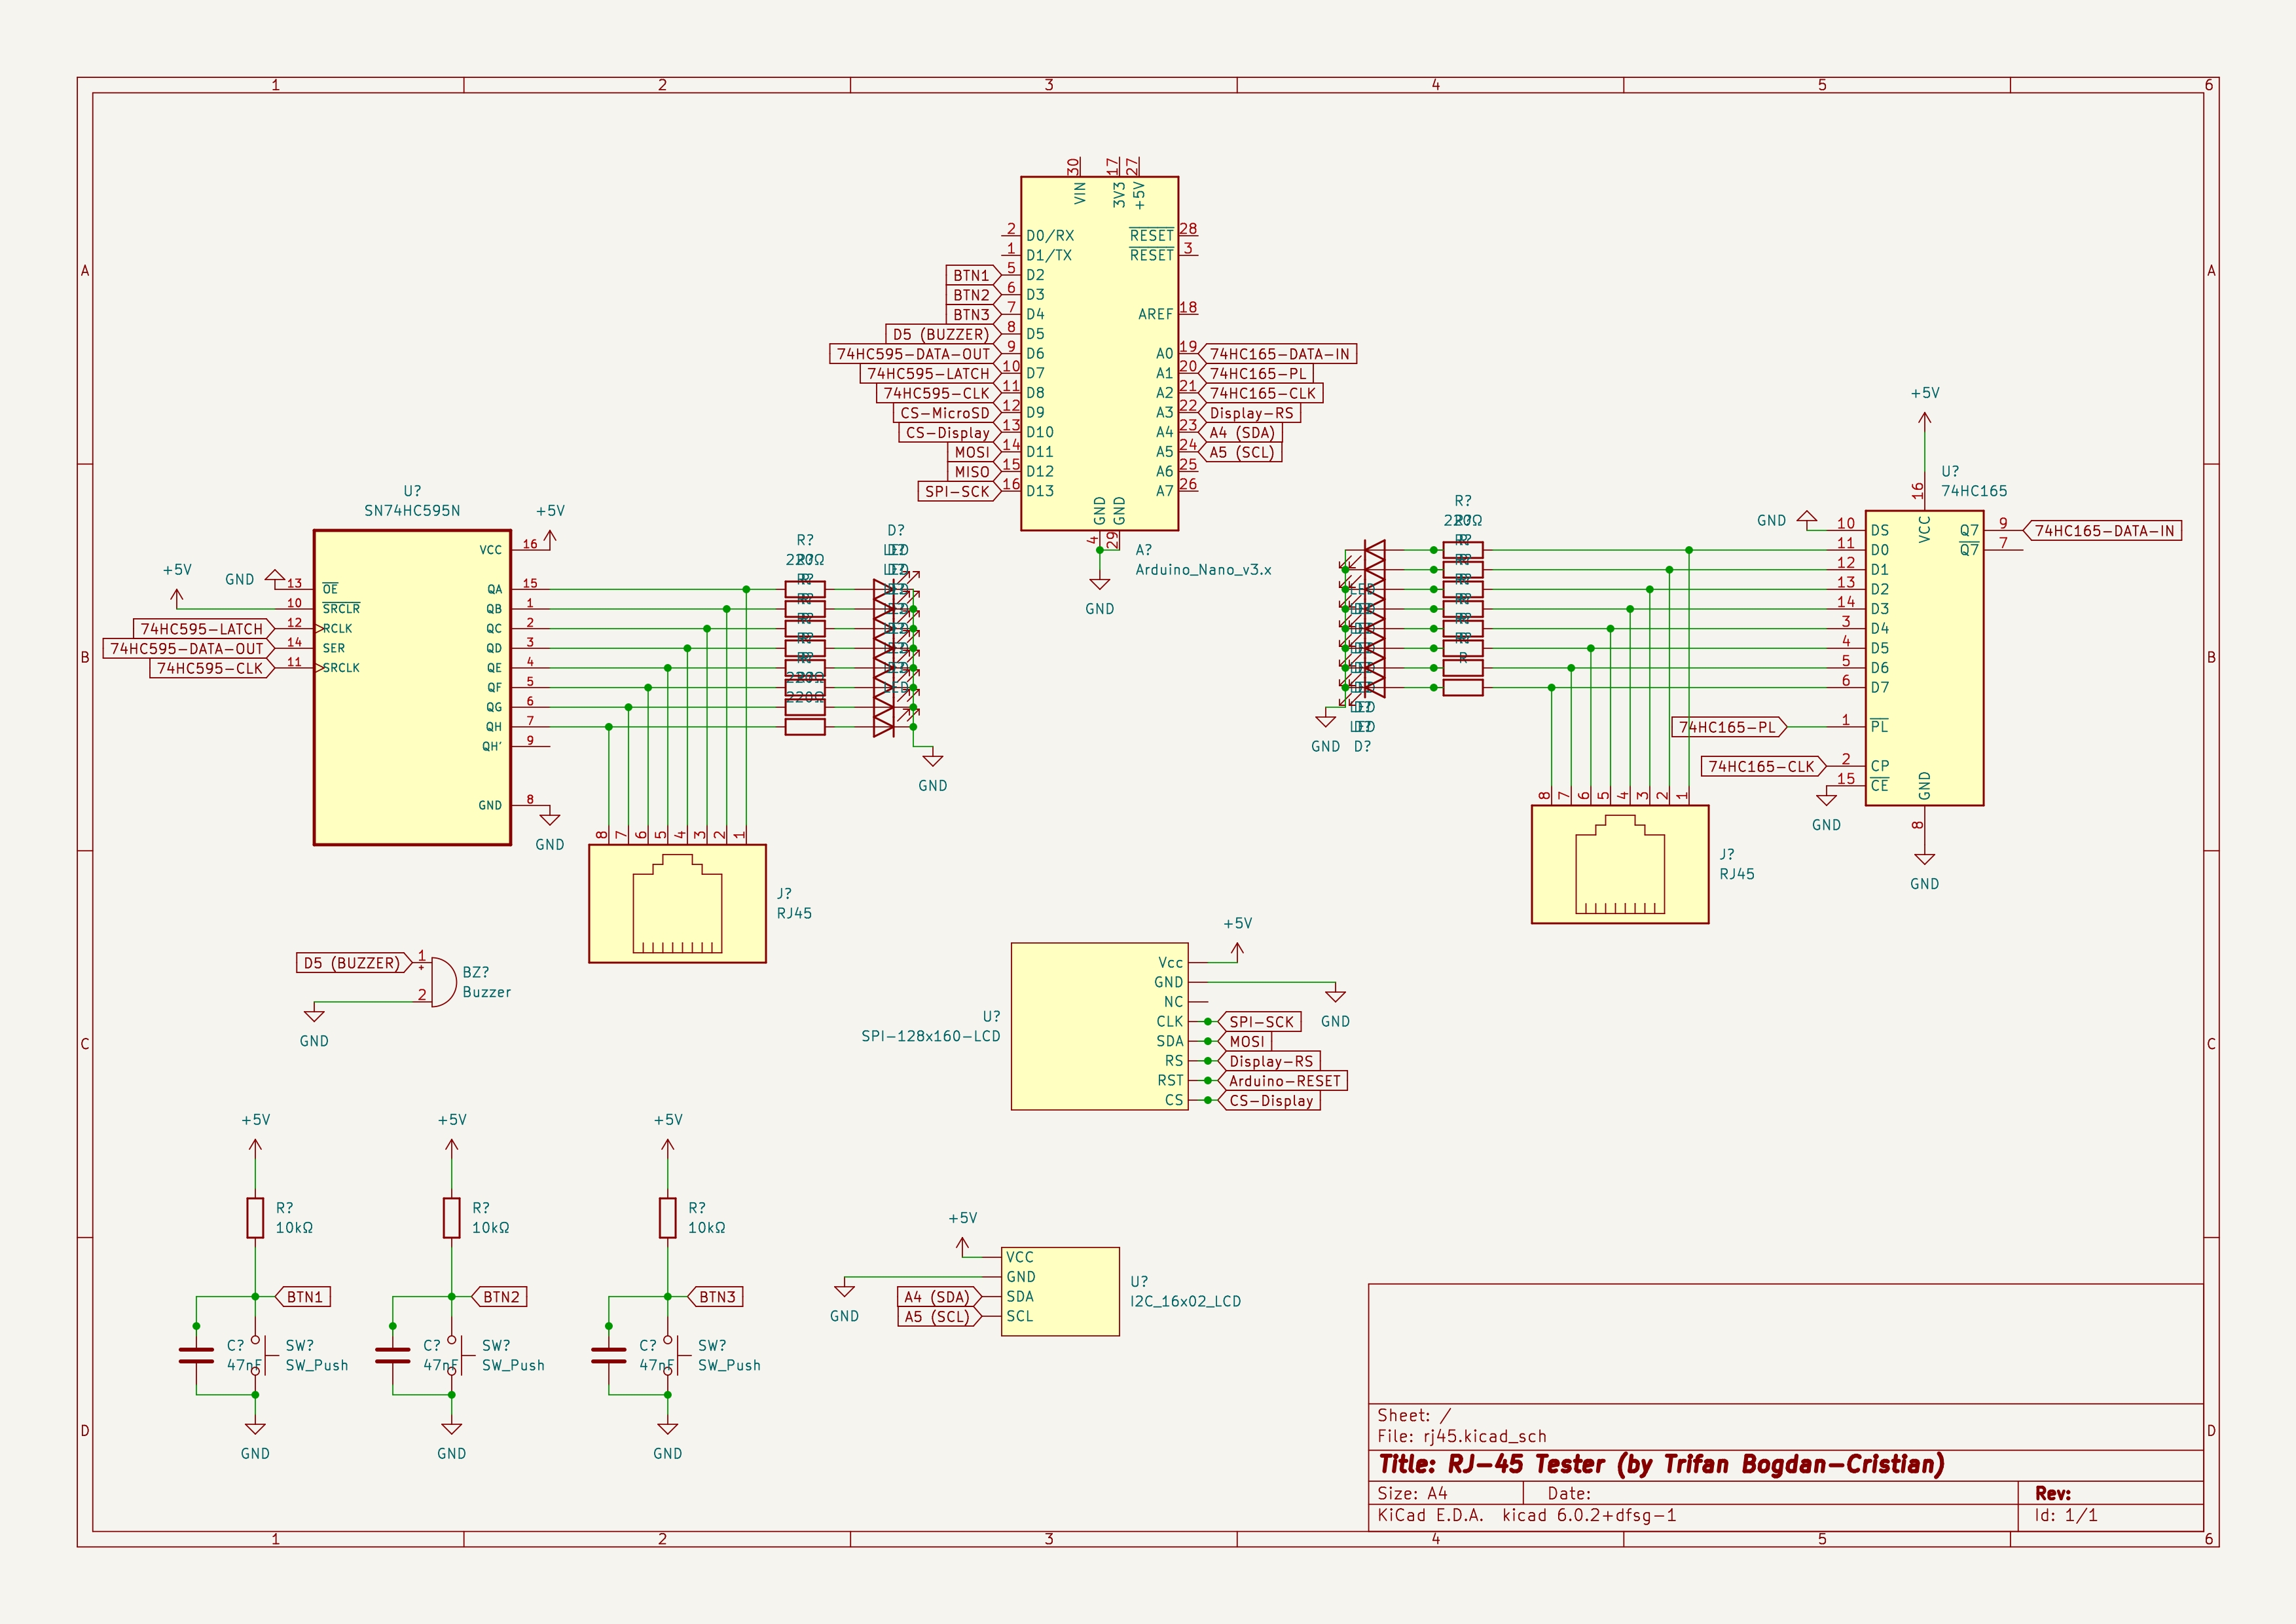 1 2 3 4 5 6
A A
B B
C C
D D
30 17 27
VIN 3V3 +5V
2 D0/RX RESET 28
1 D1/TX RESET 3
BTN1 5 D2
BTN2 6 D3
BTN3 7 D4 AREF 18
D5 (BUZZER) 8 D5
74HC595-DATA-OUT 9 D6 A0 19 74HC165-DATA-IN
74HC595-LATCH 10 D7 A1 20 74HC165-PL
74HC595-CLK 11 D8 A2 21 74HC165-CLK
CS-MicroSD 12 D9 A3 22 Display-RS
CS-Display 13 D10 A4 23 A4 (SDA)
MOSI 14 D11 A5 24 A5 (SCL)
MISO 15 D12 A6 25
SPI-SCK 16 D13 A7 26
GND GND
4 29
A?
Arduino_Nano_v3.x
GND
U?
SN74HC595N
+5V
VCC 16
+5V
GND
13 OE QA 15
10 SRCLR QB 1
74HC595-LATCH 12 RCLK QC 2
74HC595-DATA-OUT 14 SER QD 3
74HC595-CLK 11 SRCLK QE 4
QF 5
QG 6
QH 7
QH' 9
GND 8
GND
R?
D?
220Ω
LED
GND
8 7 6 5 4 3 2 1
J?
RJ45
R?
LED
D?
GND
+5V
U?
74HC165
16
VCC
GND
10 DS Q7 9 74HC165-DATA-IN
11 D0 Q7 7
12 D1
13 D2
14 D3
3 D4
4 D5
5 D6
6 D7
74HC165-PL 1 PL
74HC165-CLK 2 CP
15 CE
GND
GND
8
GND
8 7 6 5 4 3 2 1
J?
RJ45
D5 (BUZZER) 1
+
2
BZ?
Buzzer
GND
+5V
Vcc
GND
NC
CLK SPI-SCK
SDA MOSI
RS Display-RS
RST Arduino-RESET
CS CS-Display
GND
U?
SPI-128x160-LCD
+5V +5V +5V
R? R? R?
10kΩ 10kΩ 10kΩ
BTN1 BTN2 BTN3
C? SW? C? SW? C? SW?
47nF SW_Push 47nF SW_Push 47nF SW_Push
GND GND GND
+5V
VCC
GND
A4 (SDA) SDA
A5 (SCL) SCL
GND
U?
I2C_16x02_LCD
Sheet: /
File: rj45.kicad_sch
Title: RJ-45 Tester (by Trifan Bogdan-Cristian)
Size: A4 Date: Rev:
KiCad E.D.A. kicad 6.0.2+dfsg-1 Id: 1/1
1 2 3 4 5 6